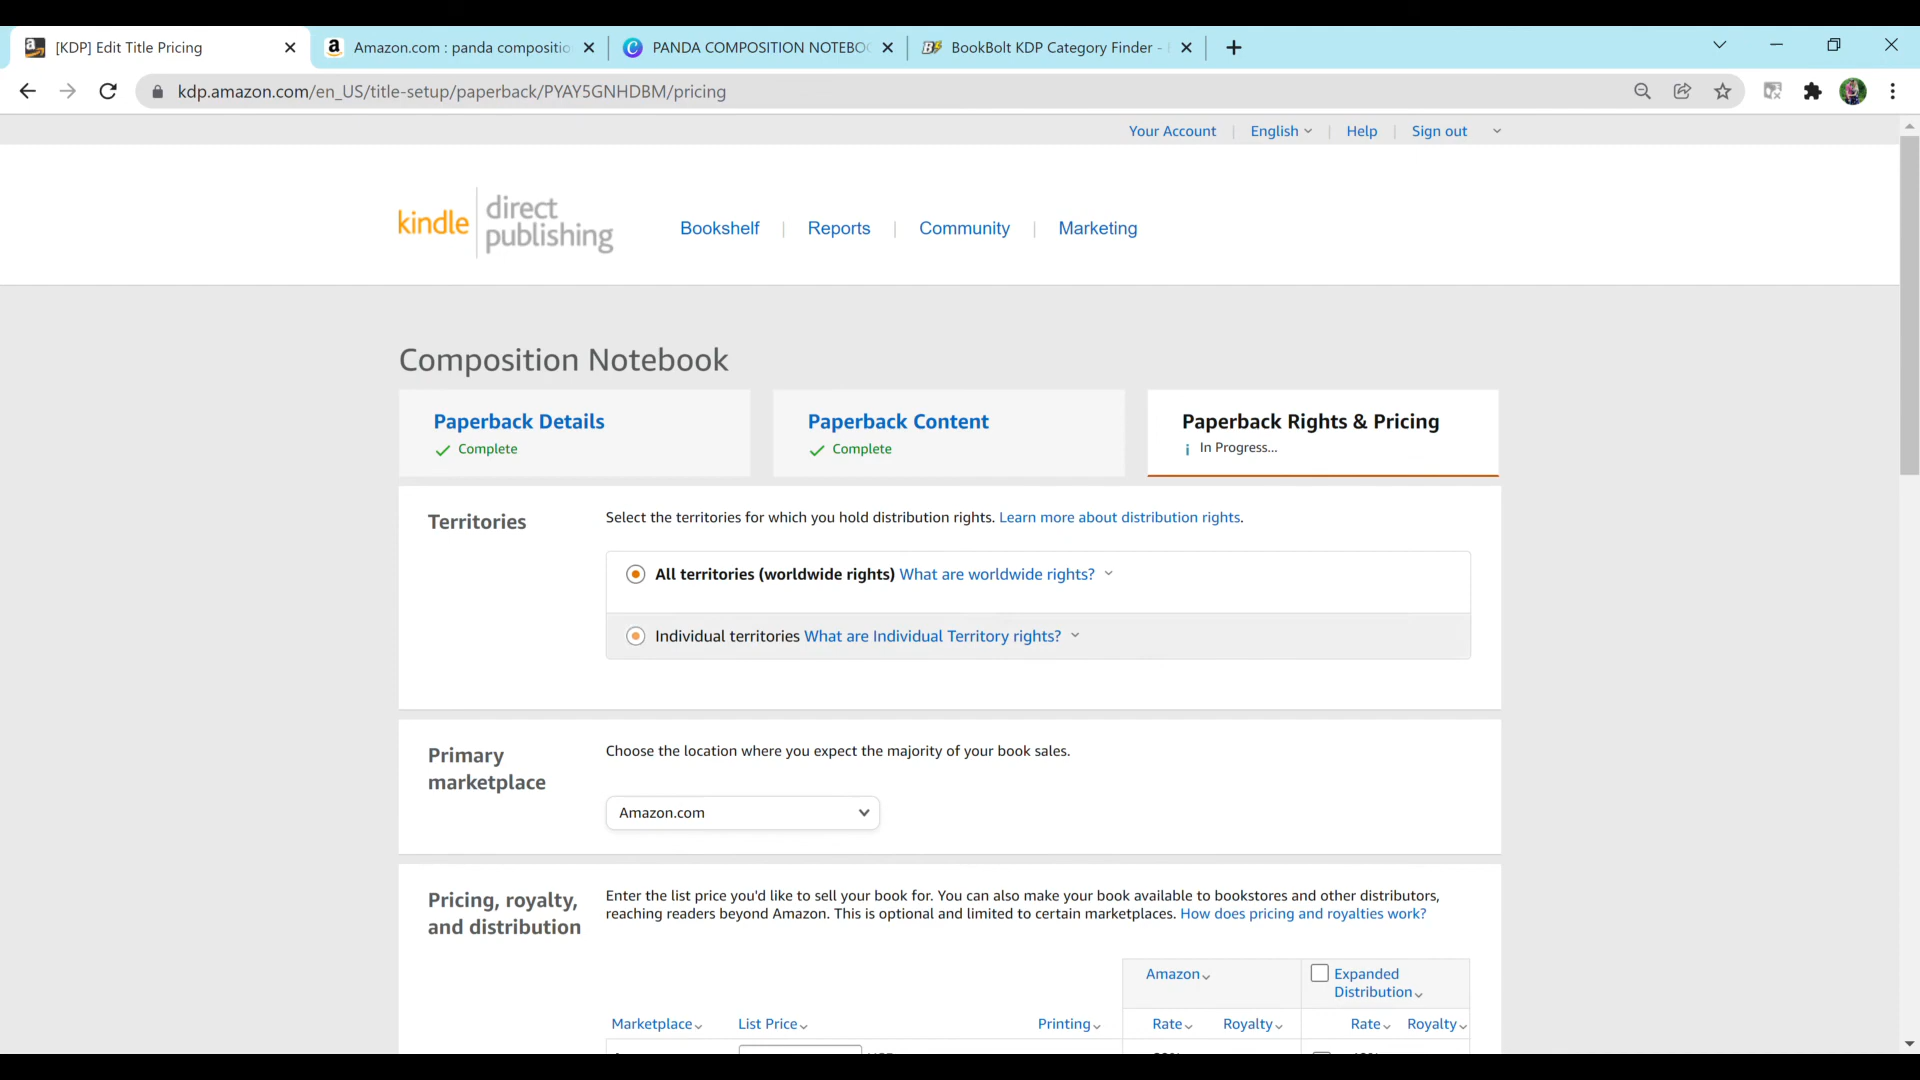 [KDP] Edit Title Pricing
Amazon.com : panda compositio
PANDA COMPOSITION NOTEBO
BookBolt KDP Category Finder -
kdp.amazon.com/en_US/title-setup/paperback/PYAY5GNHDBM/pricing
Your Account | English | Help | Sign out
kindle direct publishing
Bookshelf | Reports | Community | Marketing
Composition Notebook
Paperback Details
Complete
Paperback Content
Complete
Paperback Rights & Pricing
In Progress...
Territories
Select the territories for which you hold distribution rights. Learn more about distribution rights.
All territories (worldwide rights) What are worldwide rights?
Individual territories What are Individual Territory rights?
Primary marketplace
Choose the location where you expect the majority of your book sales.
Amazon.com
Pricing, royalty, and distribution
Enter the list price you'd like to sell your book for. You can also make your book available to bookstores and other distributors,
reaching readers beyond Amazon. This is optional and limited to certain marketplaces. How does pricing and royalties work?
Amazon
Expanded
Distribution
Marketplace List Price Printing Rate Royalty Rate Royalty